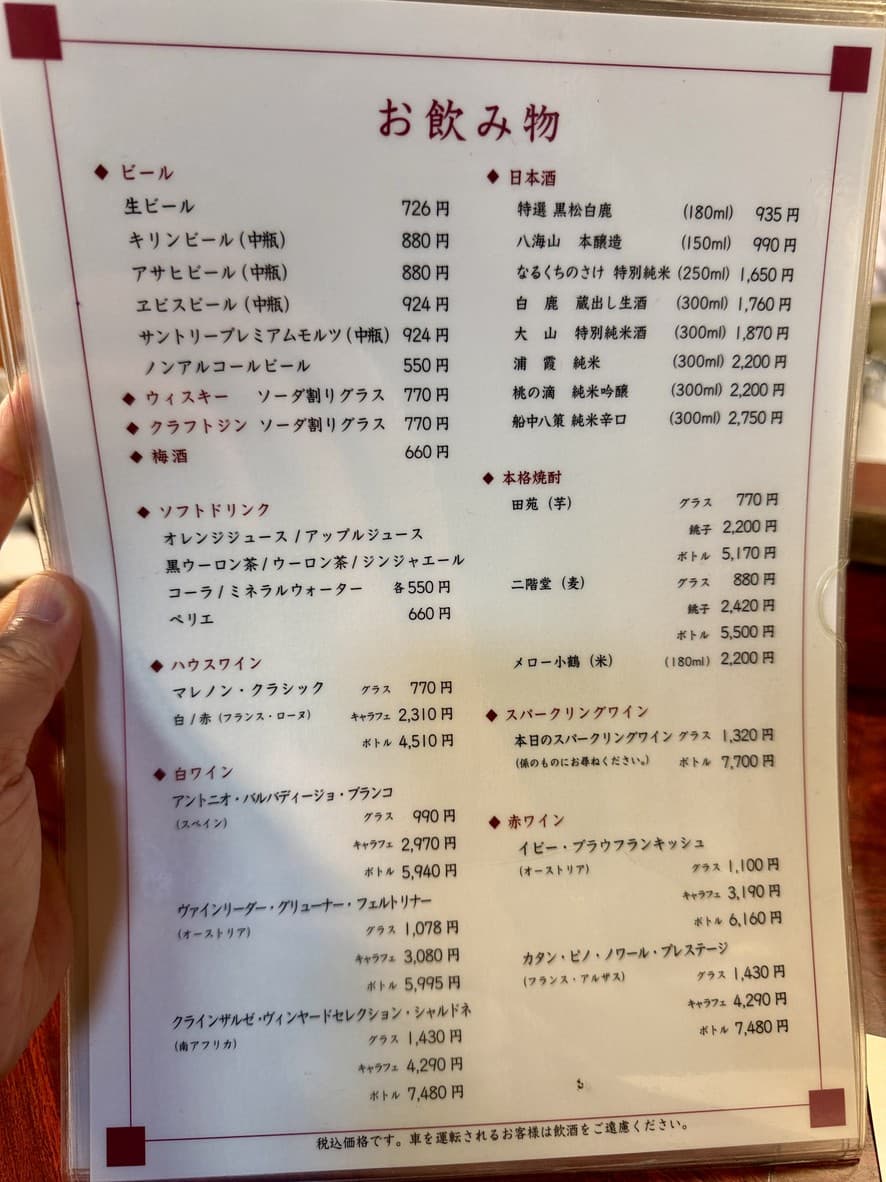 お飲み物
◆ ビール
生ビール 726円
キリンビール(中瓶) 880円
アサヒビール(中瓶) 880円
ヱビスビール(中瓶) 924円
サントリープレミアムモルツ(中瓶) 924円
ノンアルコールビール 550円
◆ ウィスキー ソーダ割りグラス 770円
◆ クラフトジン ソーダ割りグラス 770円
◆ 梅酒 660円
◆ ソフトドリンク
オレンジジュース / アップルジュース
黒ウーロン茶 / ウーロン茶 / ジンジャエール
コーラ / ミネラルウォーター 各550円
ペリエ 660円
◆ ハウスワイン
マレノン・クラシック グラス 770円
白 / 赤 (フランス・ローヌ) キャラフェ 2,310円
ボトル 4,510円
◆ 白ワイン
アントニオ・バルバディージョ・ブランコ
(スペイン) グラス 990円
キャラフェ 2,970円
ボトル 5,940円
ヴァインリーダー・グリューナー・フェルトリナー
(オーストリア) グラス 1,078円
キャラフェ 3,080円
ボトル 5,995円
クラインザルゼ・ヴィンヤードセレクション・シャルドネ
(南アフリカ) グラス 1,430円
キャラフェ 4,290円
ボトル 7,480円
◆ 日本酒
特選 黒松白鹿 (180ml) 935円
八海山 本醸造 (150ml) 990円
なるくちのさけ 特別純米 (250ml) 1,650円
白 鹿 蔵出し生酒 (300ml) 1,760円
大 山 特別純米酒 (300ml) 1,870円
浦 霞 純米 (300ml) 2,200円
桃の滴 純米吟醸 (300ml) 2,200円
船中八策 純米辛口 (300ml) 2,750円
◆ 本格焼酎
田苑 (芋) グラス 770円
銚子 2,200円
ボトル 5,170円
二階堂 (麦) グラス 880円
銚子 2,420円
ボトル 5,500円
メロー小鶴 (米) (180ml) 2,200円
◆ スパークリングワイン
本日のスパークリングワイン グラス 1,320円
(係のものにお尋ねください。) ボトル 7,700円
◆ 赤ワイン
イビー・ブラウフランキッシュ
(オーストリア) グラス 1,100円
キャラフェ 3,190円
ボトル 6,160円
カタン・ピノ・ノワール・プレステージ
(フランス・アルザス) グラス 1,430円
キャラフェ 4,290円
ボトル 7,480円
税込価格です。車を運転されるお客様は飲酒をご遠慮ください。